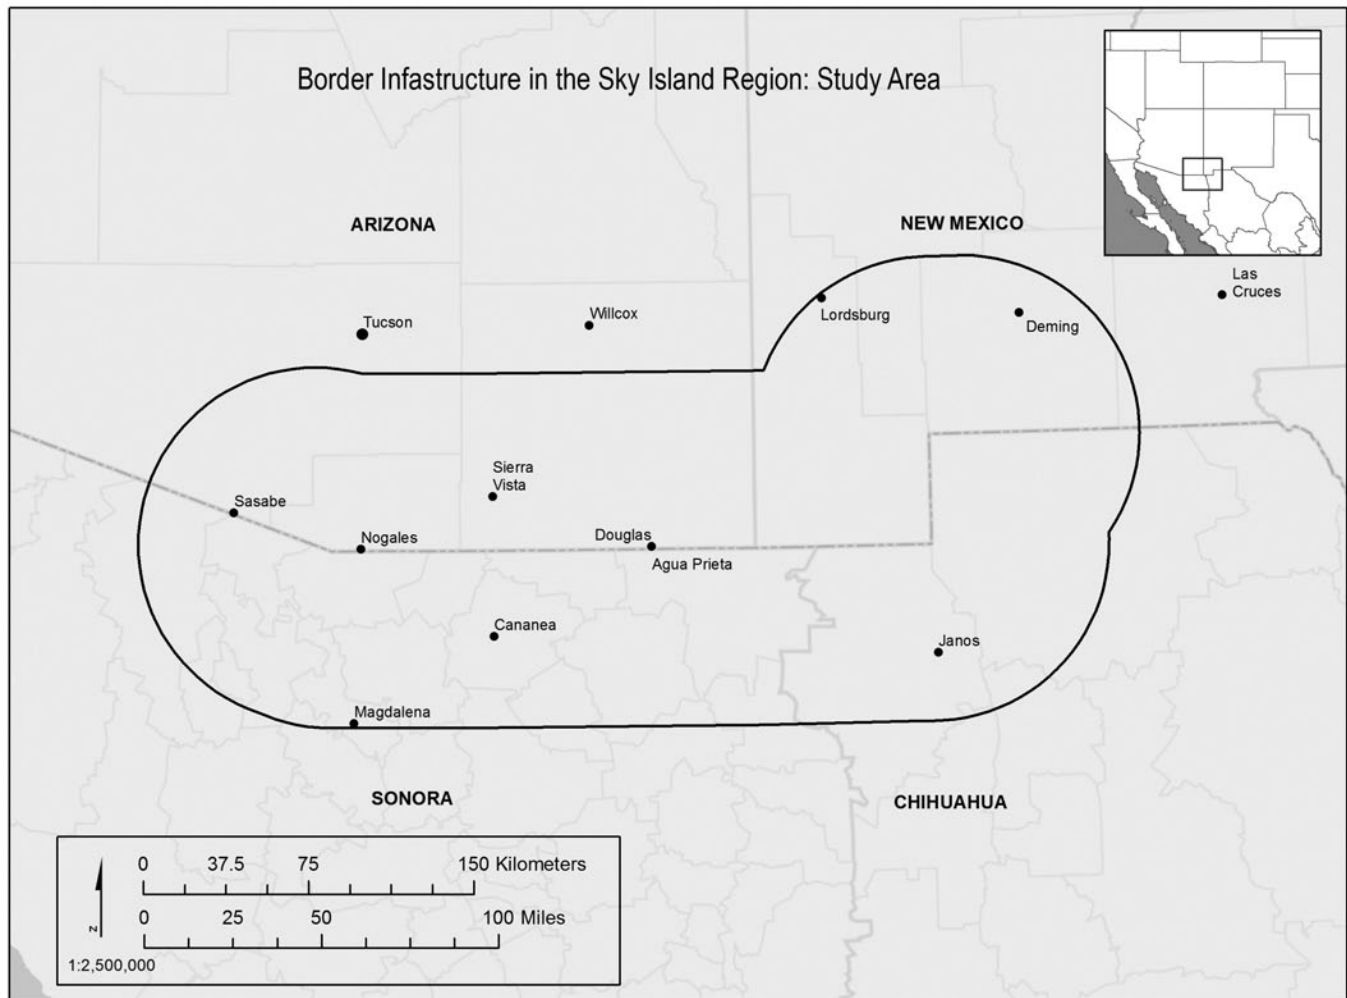 Border Infastructure in the Sky Island Region: Study Area
ARIZONA
NEW MEXICO
Las
Cruces
Tucson
Willcox
Lordsburg
Deming
Sierra
Vista
Sasabe
Nogales
Douglas
Agua Prieta
Cananea
Janos
Magdalena
SONORA
CHIHUAHUA
0 37.5 75 150 Kilometers
0 25 50 100 Miles
z
1:2,500,000